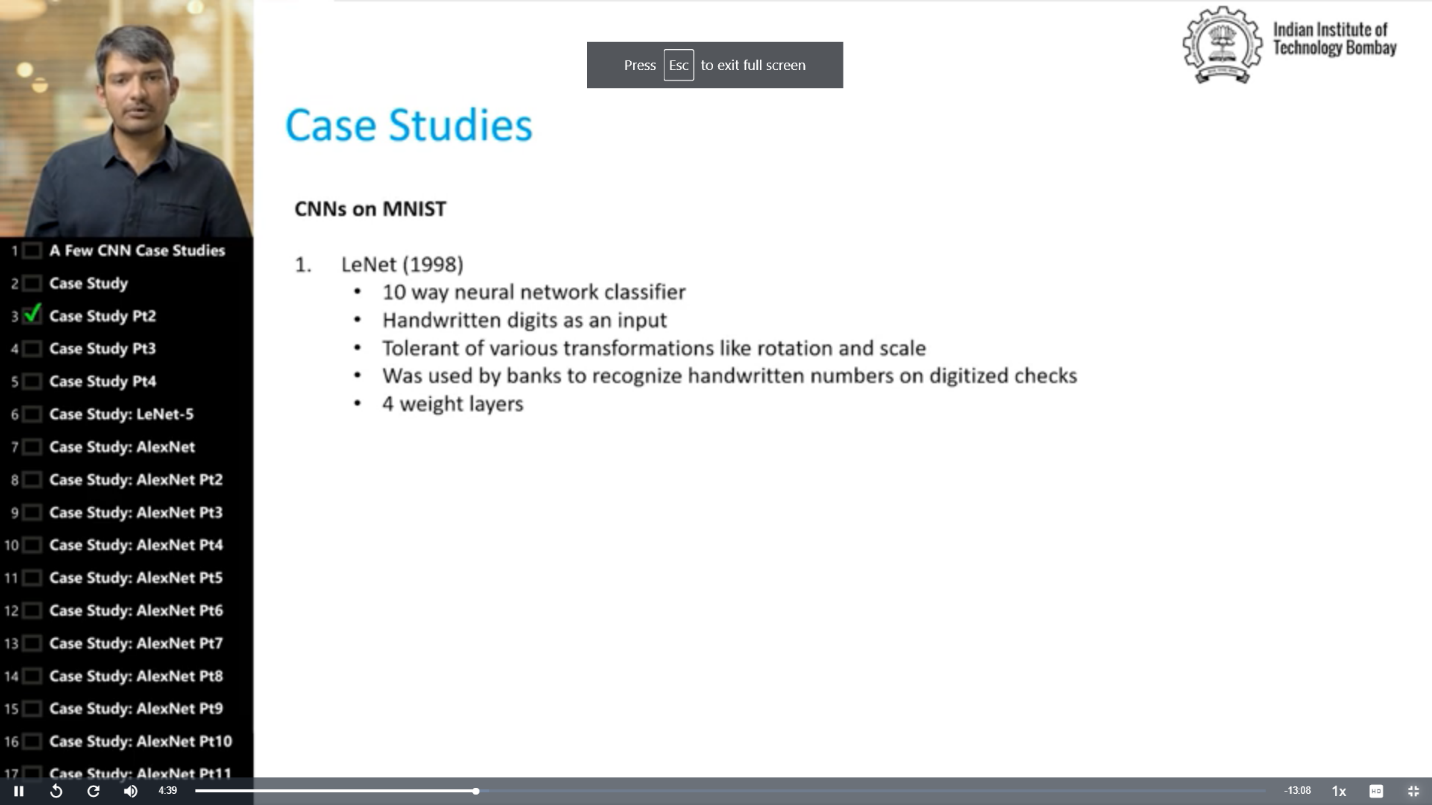 Indian Institute of
Technology Bombay
Press Esc to exit full screen
Case Studies
CNNs on MNIST
1. LeNet (1998)
• 10 way neural network classifier
• Handwritten digits as an input
• Tolerant of various transformations like rotation and scale
• Was used by banks to recognize handwritten numbers on digitized checks
• 4 weight layers
1 A Few CNN Case Studies
2 Case Study
3 Case Study Pt2
4 Case Study Pt3
5 Case Study Pt4
6 Case Study: LeNet-5
7 Case Study: AlexNet
8 Case Study: AlexNet Pt2
9 Case Study: AlexNet Pt3
10 Case Study: AlexNet Pt4
11 Case Study: AlexNet Pt5
12 Case Study: AlexNet Pt6
13 Case Study: AlexNet Pt7
14 Case Study: AlexNet Pt8
15 Case Study: AlexNet Pt9
16 Case Study: AlexNet Pt10
17 Case Study: AlexNet Pt11
4:39 -13:08 1x HD